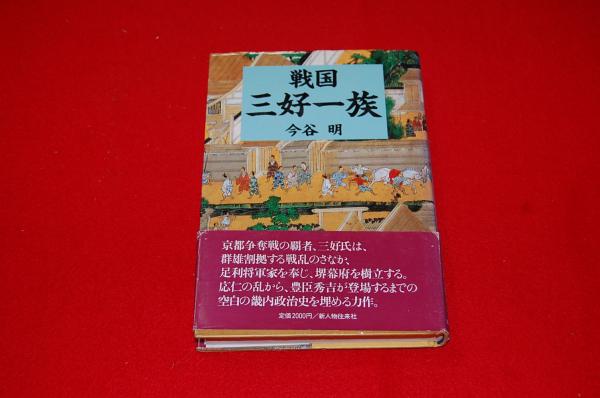 戦国
三好一族
今谷 明
京都争奪戦の覇者、三好氏は、
群雄割拠する戦乱のさなか、
足利将軍家を奉じ、堺幕府を樹立する。
応仁の乱から、豊臣秀吉が登場するまでの
空白の畿内政治史を埋める力作。
定価2000円/新人物往来社